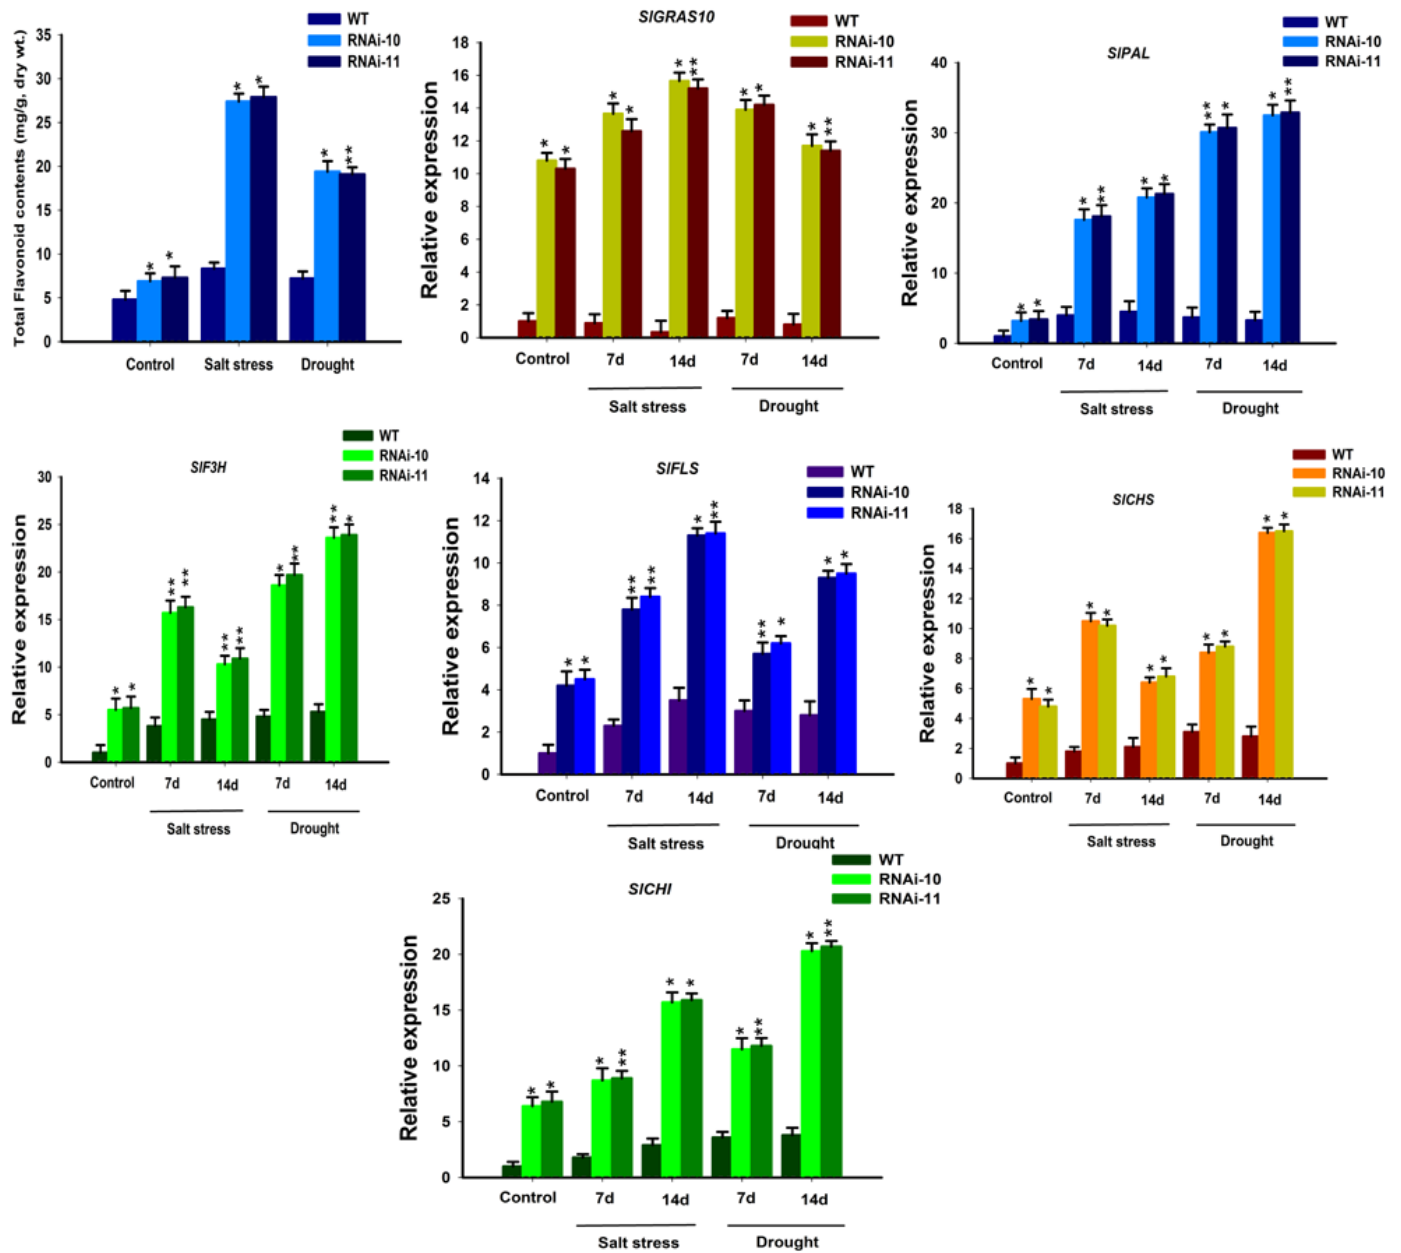 WT
RNAi-10
RNAi-11
Total Flavonoid contents (mg/g, dry wt.)
35
30
25
20
15
10
5
0
* * * * * **
Control Salt stress Drought
SlGRAS10
WT
RNAi-10
RNAi-11
Relative expression
18
16
14
12
10
8
6
4
2
0
* * * * * ** * * * **
Control 7d 14d 7d 14d
Salt stress Drought
SlPAL
WT
RNAi-10
RNAi-11
Relative expression
40
30
20
10
0
* * * ** * * ** * * **
Control 7d 14d 7d 14d
Salt stress Drought
SlF3H
WT
RNAi-10
RNAi-11
Relative expression
30
25
20
15
10
5
0
* * ** ** ** ** * ** ** *
Control 7d 14d 7d 14d
Salt stress Drought
SlFLS
WT
RNAi-10
RNAi-11
Relative expression
14
12
10
8
6
4
2
0
* * ** ** * ** ** * * *
Control 7d 14d 7d 14d
Salt stress Drought
SlCHS
WT
RNAi-10
RNAi-11
Relative expression
18
16
14
12
10
8
6
4
2
0
* * * * * * * * * *
Control 7d 14d 7d 14d
Salt stress Drought
SlCHI
WT
RNAi-10
RNAi-11
Relative expression
25
20
15
10
5
0
* * * ** * * * ** * **
Control 7d 14d 7d 14d
Salt stress Drought